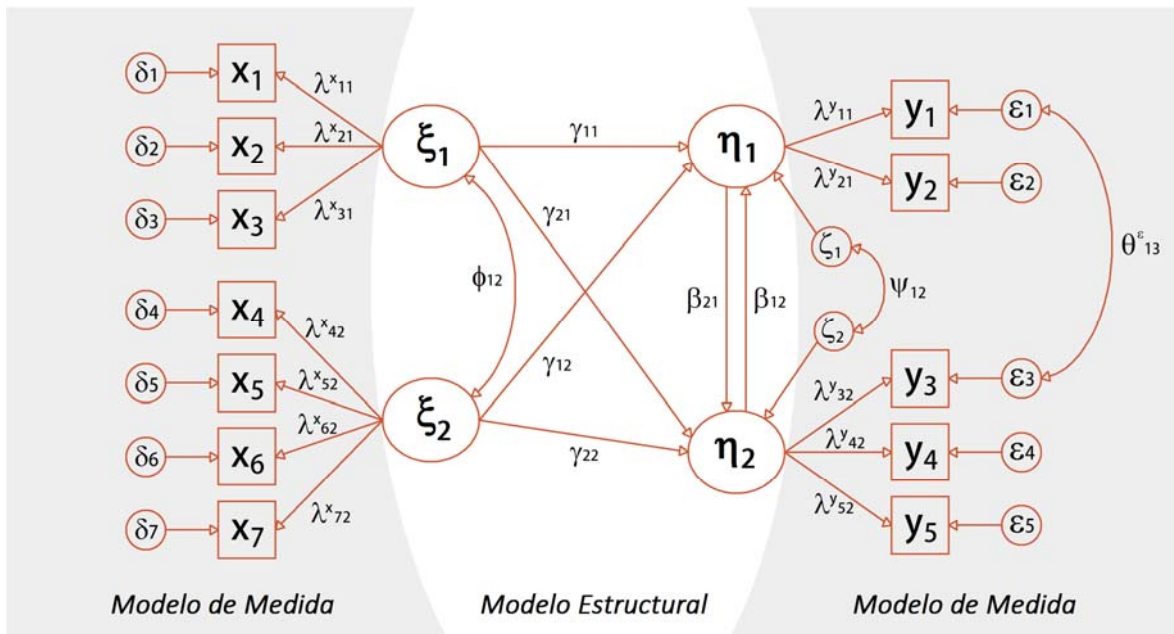 δ1 x1 λx11
δ2 x2 λx21
δ3 x3 λx31
δ4 x4 λx42
δ5 x5 λx52
δ6 x6 λx62
δ7 x7 λx72
ξ1
ϕ12
ξ2
γ11
γ21
γ12
γ22
η1
β21 β12
η2
ζ1
ψ12
ζ2
λy11 y1 ε1
λy21 y2 ε2
θε13
λy32 y3 ε3
λy42 y4 ε4
λy52 y5 ε5
Modelo de Medida
Modelo Estructural
Modelo de Medida